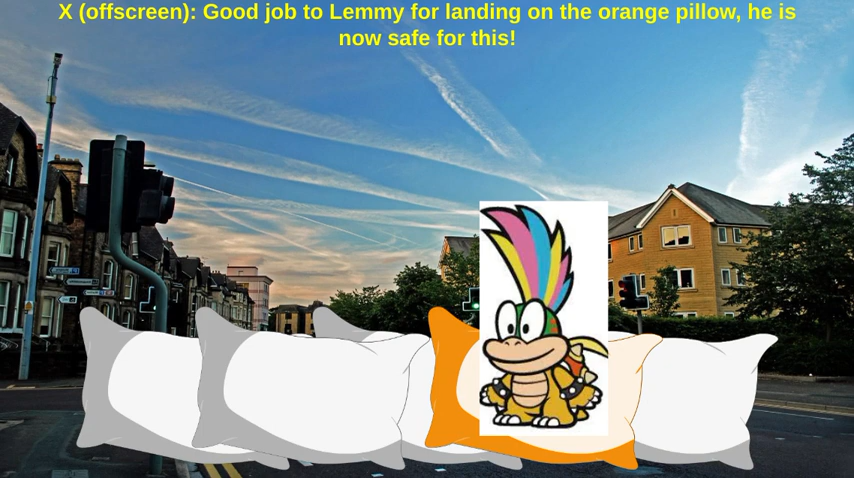 X (offscreen): Good job to Lemmy for landing on the orange pillow, he is
now safe for this!